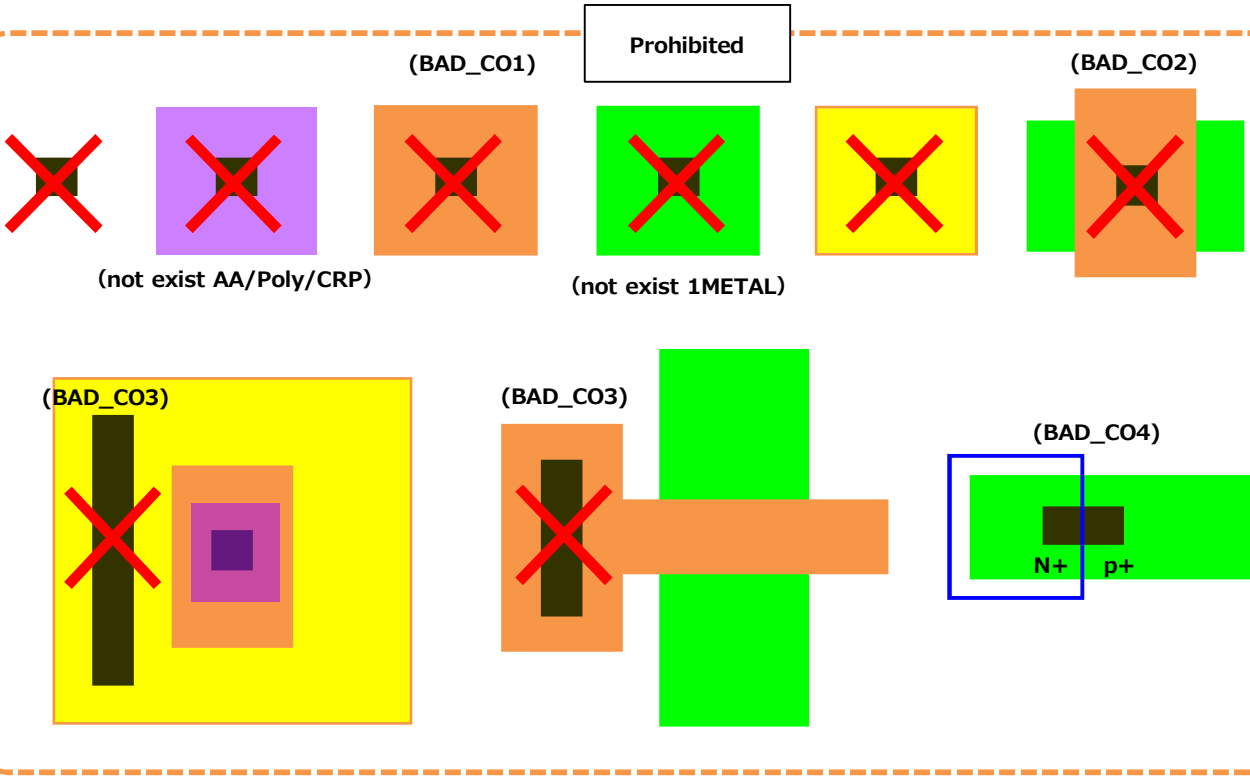 Prohibited
(BAD_CO1)
(BAD_CO2)
(not exist AA/Poly/CRP)
(not exist 1METAL)
(BAD_CO3)
(BAD_CO3)
(BAD_CO4)
N+ p+